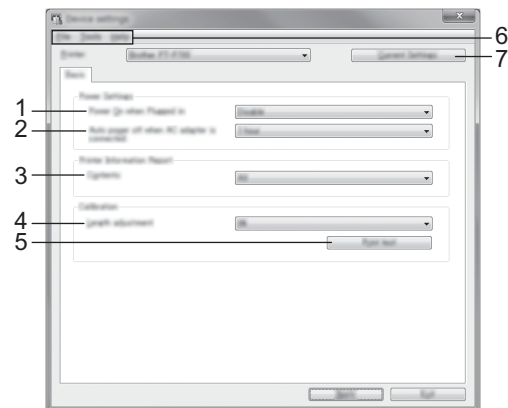 Device settings
File Tools Help
6
Printer:
Brother PT-P700
Current Settings
7
Basic
Power Settings
1
Power On when Plugged in
Disable
2
Auto power off when AC adapter is
connected:
1 hour
Printer Information Report
3
Contents:
All
Calibration
4
Length adjustment
5
Print test
Exit